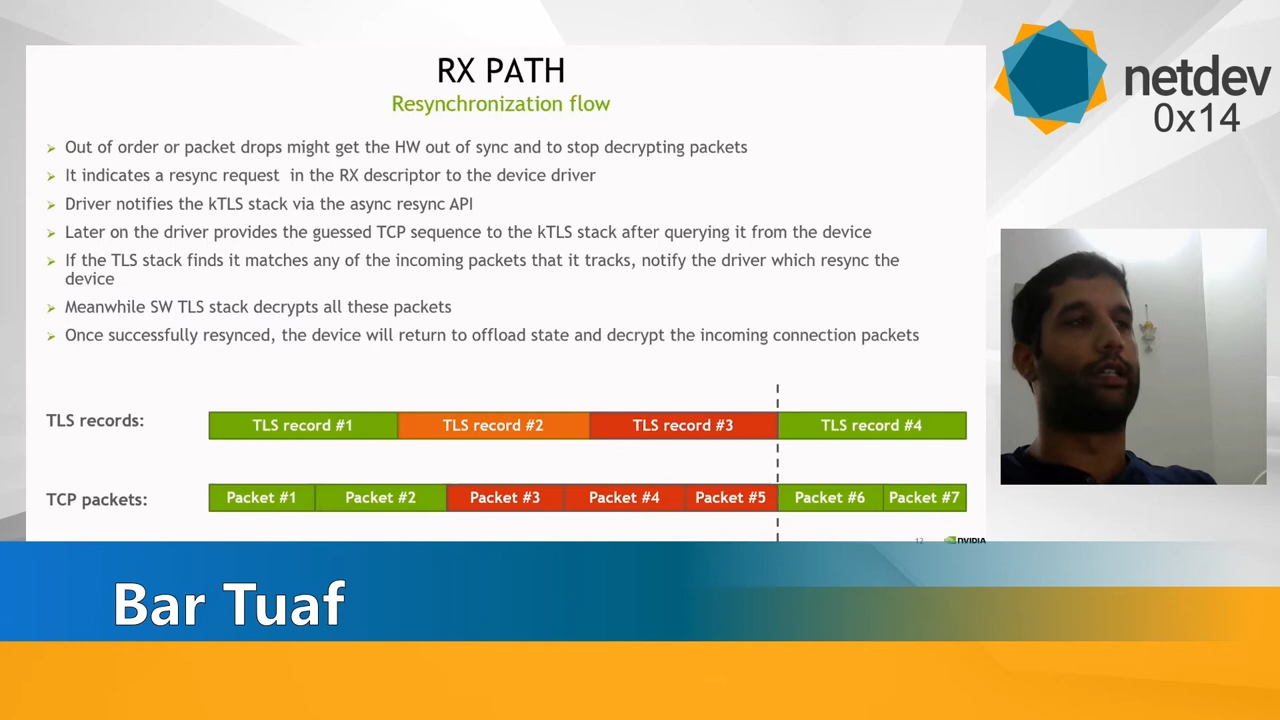 RX PATH
Resynchronization flow
Out of order or packet drops might get the HW out of sync and to stop decrypting packets
It indicates a resync request in the RX descriptor to the device driver
Driver notifies the kTLS stack via the async resync API
Later on the driver provides the guessed TCP sequence to the kTLS stack after querying it from the device
If the TLS stack finds it matches any of the incoming packets that it tracks, notify the driver which resync the
device
Meanwhile SW TLS stack decrypts all these packets
Once successfully resynced, the device will return to offload state and decrypt the incoming connection packets
TLS records: TLS record #1 TLS record #2 TLS record #3 TLS record #4
TCP packets: Packet #1 Packet #2 Packet #3 Packet #4 Packet #5 Packet #6 Packet #7
12 NVIDIA
netdev
0x14
Bar Tuaf